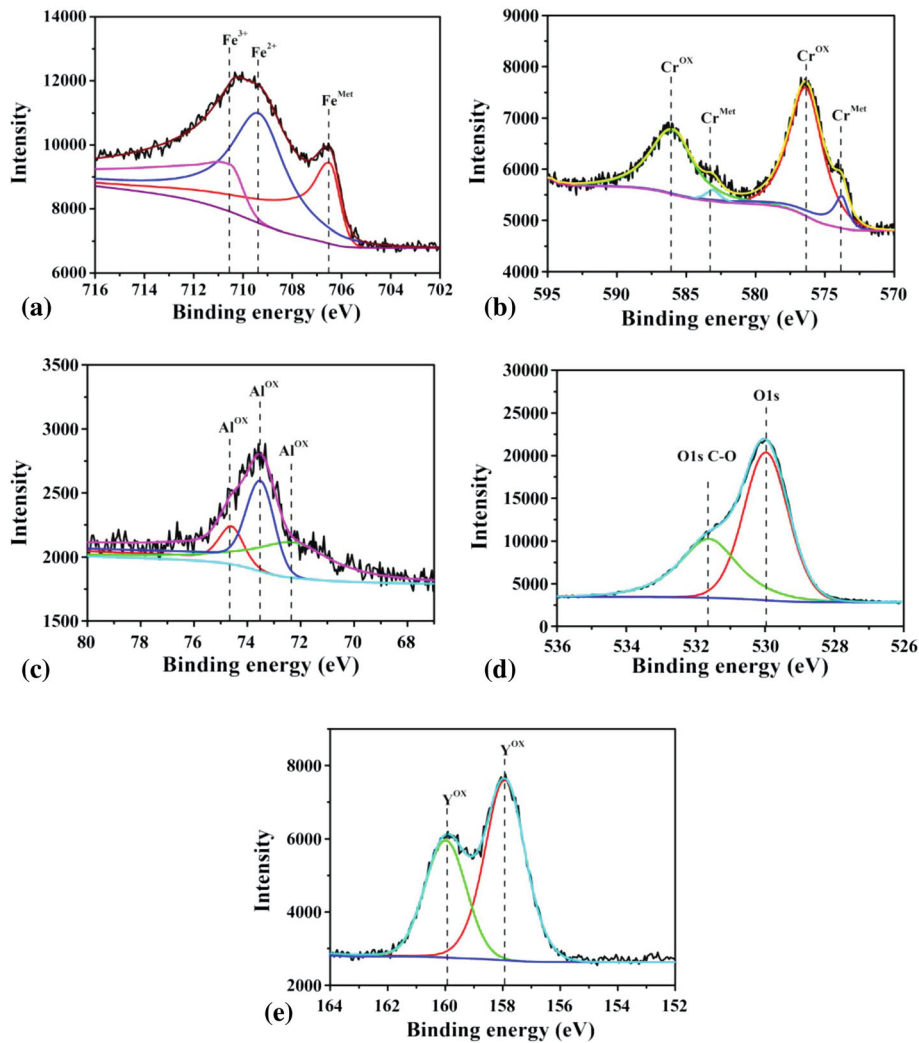 Intensity
14000
12000
10000
8000
6000
Fe³⁺
Fe²⁺
Feᴹᵉᵗ
716 714 712 710 708 706 704 702
(a)
Binding energy (eV)
Intensity
9000
8000
7000
6000
5000
4000
Crᴼˣ
Crᴹᵉᵗ
Crᴼˣ
Crᴹᵉᵗ
595 590 585 580 575 570
(b)
Binding energy (eV)
Intensity
3500
3000
2500
2000
1500
Alᴼˣ
Alᴼˣ
Alᴼˣ
80 78 76 74 72 70 68
(c)
Binding energy (eV)
Intensity
30000
25000
20000
15000
10000
5000
0
O1s C-O
O1s
536 534 532 530 528 526
(d)
Binding energy (eV)
Intensity
8000
6000
4000
2000
Yᴼˣ
Yᴼˣ
164 162 160 158 156 154 152
(e)
Binding energy (eV)